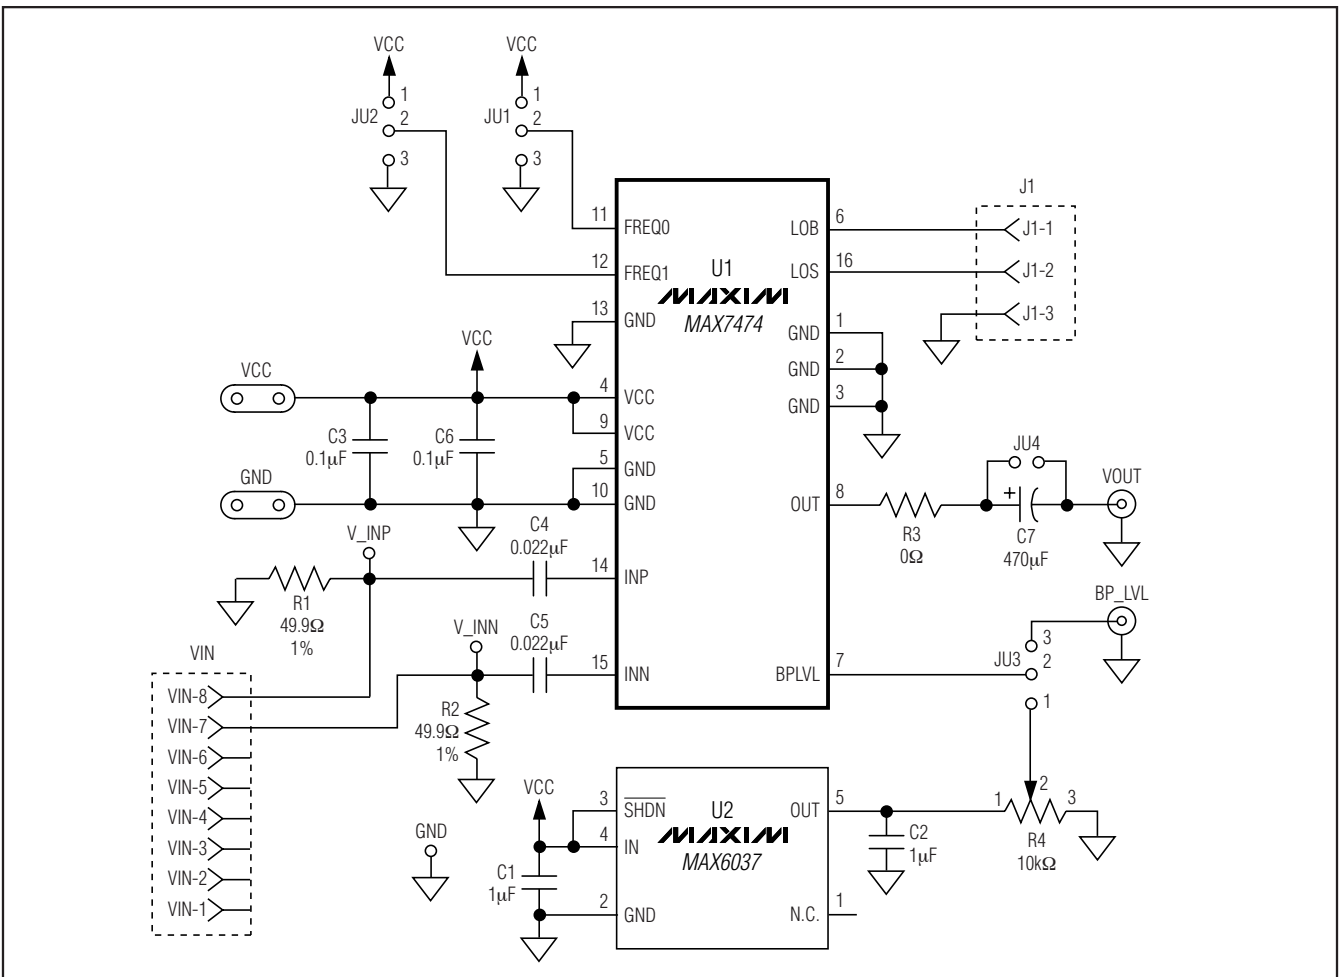 VCC
VCC
1
JU2
2
3
1
JU1
2
3
11
FREQ0
12
FREQ1
13
GND
4
VCC
9
VCC
5
GND
10
GND
14
INP
15
INN
U1
MAXIM
MAX7474
LOB
6
LOS
16
GND
1
GND
2
GND
3
OUT
8
BPLVL
7
J1
J1-1
J1-2
J1-3
VCC
VCC
C3
0.1µF
C6
0.1µF
GND
V_INP
C4
0.022µF
R1
49.9Ω
1%
V_INN
C5
0.022µF
R2
49.9Ω
1%
VIN
VIN-8
VIN-7
VIN-6
VIN-5
VIN-4
VIN-3
VIN-2
VIN-1
R3
0Ω
JU4
+
C7
470µF
VOUT
BP_LVL
3
JU3
2
1
GND
VCC
C1
1µF
3
SHDN
4
IN
2
GND
U2
MAXIM
MAX6037
OUT
5
N.C.
1
C2
1µF
1
2
3
R4
10kΩ